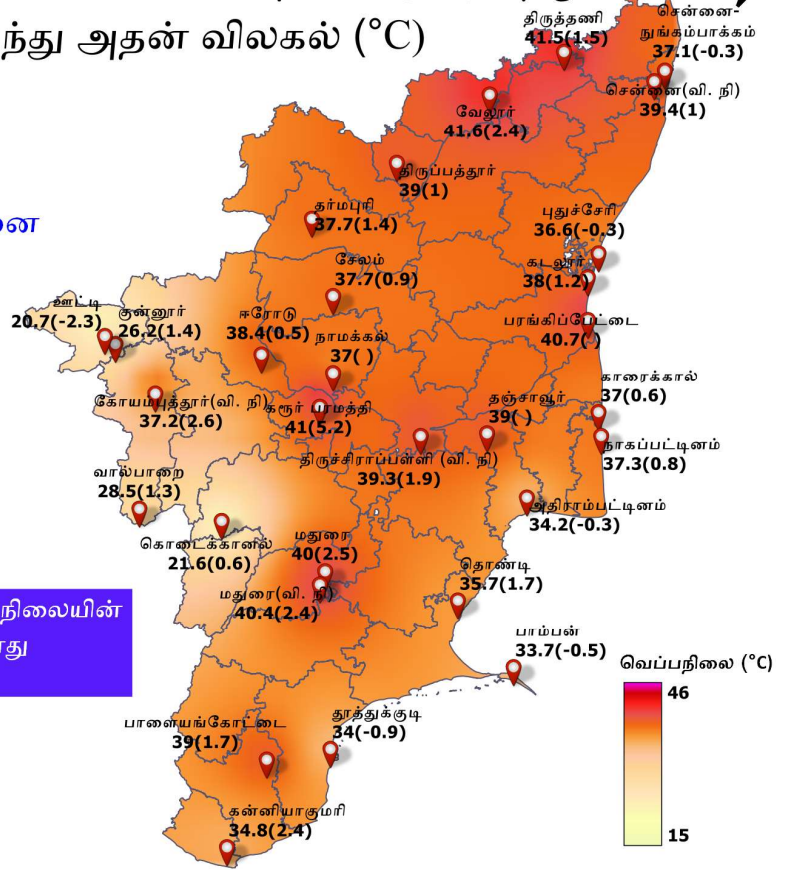 ந்து அதன் விலகல் (°C)
திருத்தணி
41.5(1.5)
சென்னை-
நுங்கம்பாக்கம்
37.1(-0.3)
சென்னை(வி. நி)
39.4(1)
வேலூர்
41.6(2.4)
திருப்பத்தூர்
39(1)
தர்மபுரி
37.7(1.4)
னை
புதுச்சேரி
36.6(-0.3)
கடலூர்
38(1.2)
சேலம்
37.7(0.9)
ஊட்டி
20.7(-2.3)
குன்னூர்
26.2(1.4)
ஈரோடு
38.4(0.5)
நாமக்கல்
37( )
பரங்கிப்பேட்டை
40.7( )
கோயம்புத்தூர்(வி. நி)
37.2(2.6)
கரூர் பரமத்தி
41(5.2)
தஞ்சாவூர்
39( )
காரைக்கால்
37(0.6)
நாகப்பட்டினம்
37.3(0.8)
திருச்சிராப்பள்ளி (வி. நி)
39.3(1.9)
வால்பாறை
28.5(1.3)
அதிராம்பட்டினம்
34.2(-0.3)
கொடைக்கானல்
21.6(0.6)
மதுரை
40(2.5)
மதுரை(வி. நி)
40.4(2.4)
தொண்டி
35.7(1.7)
நிலையின்
து
பாம்பன்
33.7(-0.5)
வெப்பநிலை (°C)
46
15
பாளையங்கோட்டை
39(1.7)
தூத்துக்குடி
34(-0.9)
கன்னியாகுமரி
34.8(2.4)